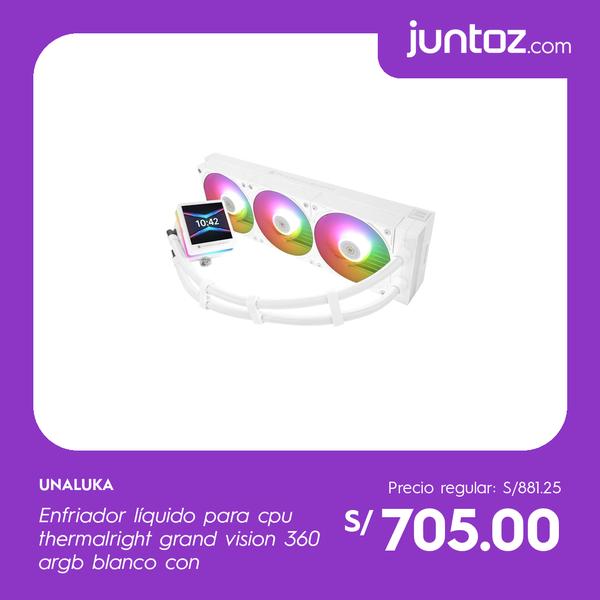 juntoz.com
10:42
UNALUKA
Enfriador líquido para cpu
thermalright grand vision 360
argb blanco con
Precio regular: S/881.25
S/ 705.00